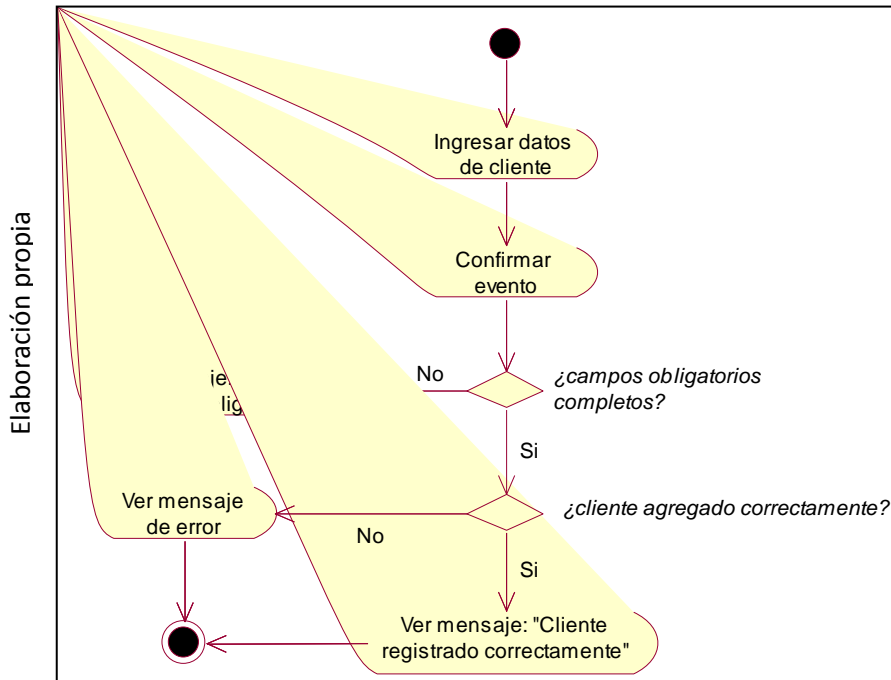 Elaboración propia
Ingresar datos
de cliente
Confirmar
evento
No
¿campos obligatorios
completos?
Si
Ver mensaje
de error
No
¿cliente agregado correctamente?
Si
Ver mensaje: "Cliente
registrado correctamente"